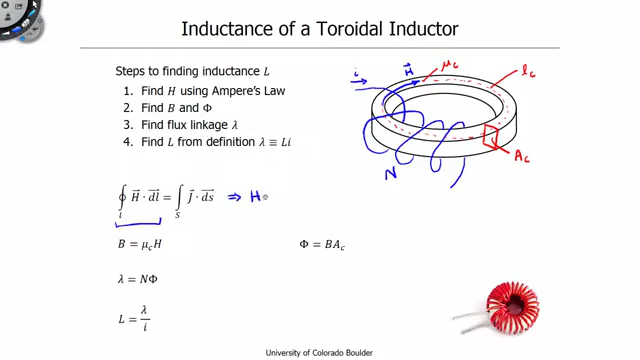 Inductance of a Toroidal Inductor
Steps to finding inductance L
1. Find H using Ampere's Law
2. Find B and Φ
3. Find flux linkage λ
4. Find L from definition λ ≡ Li
i
H⃗
μc
lc
Ac
N
∮l H⃗ · dl⃗ = ∫S J⃗ · ds⃗ ⇒ H
B = μcH
Φ = BAc
λ = NΦ
L = λ/i
University of Colorado Boulder